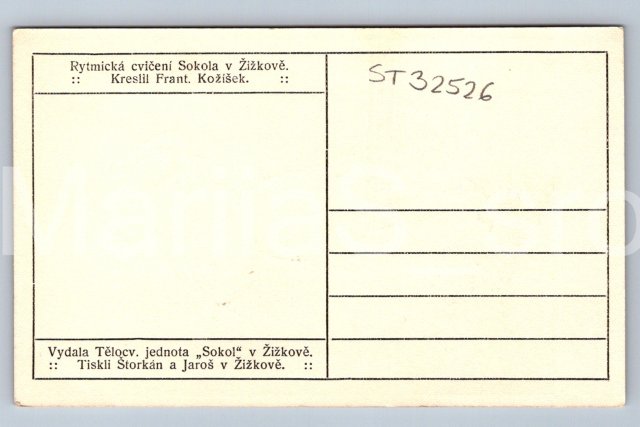 Rytmická cvičení Sokola v Žižkově.
:: Kreslil Frant. Kožíšek. ::
ST32526
Vydala Tělocv. jednota „Sokol“ v Žižkově.
:: Tiskli Štorkán a Jaroš v Žižkově. ::